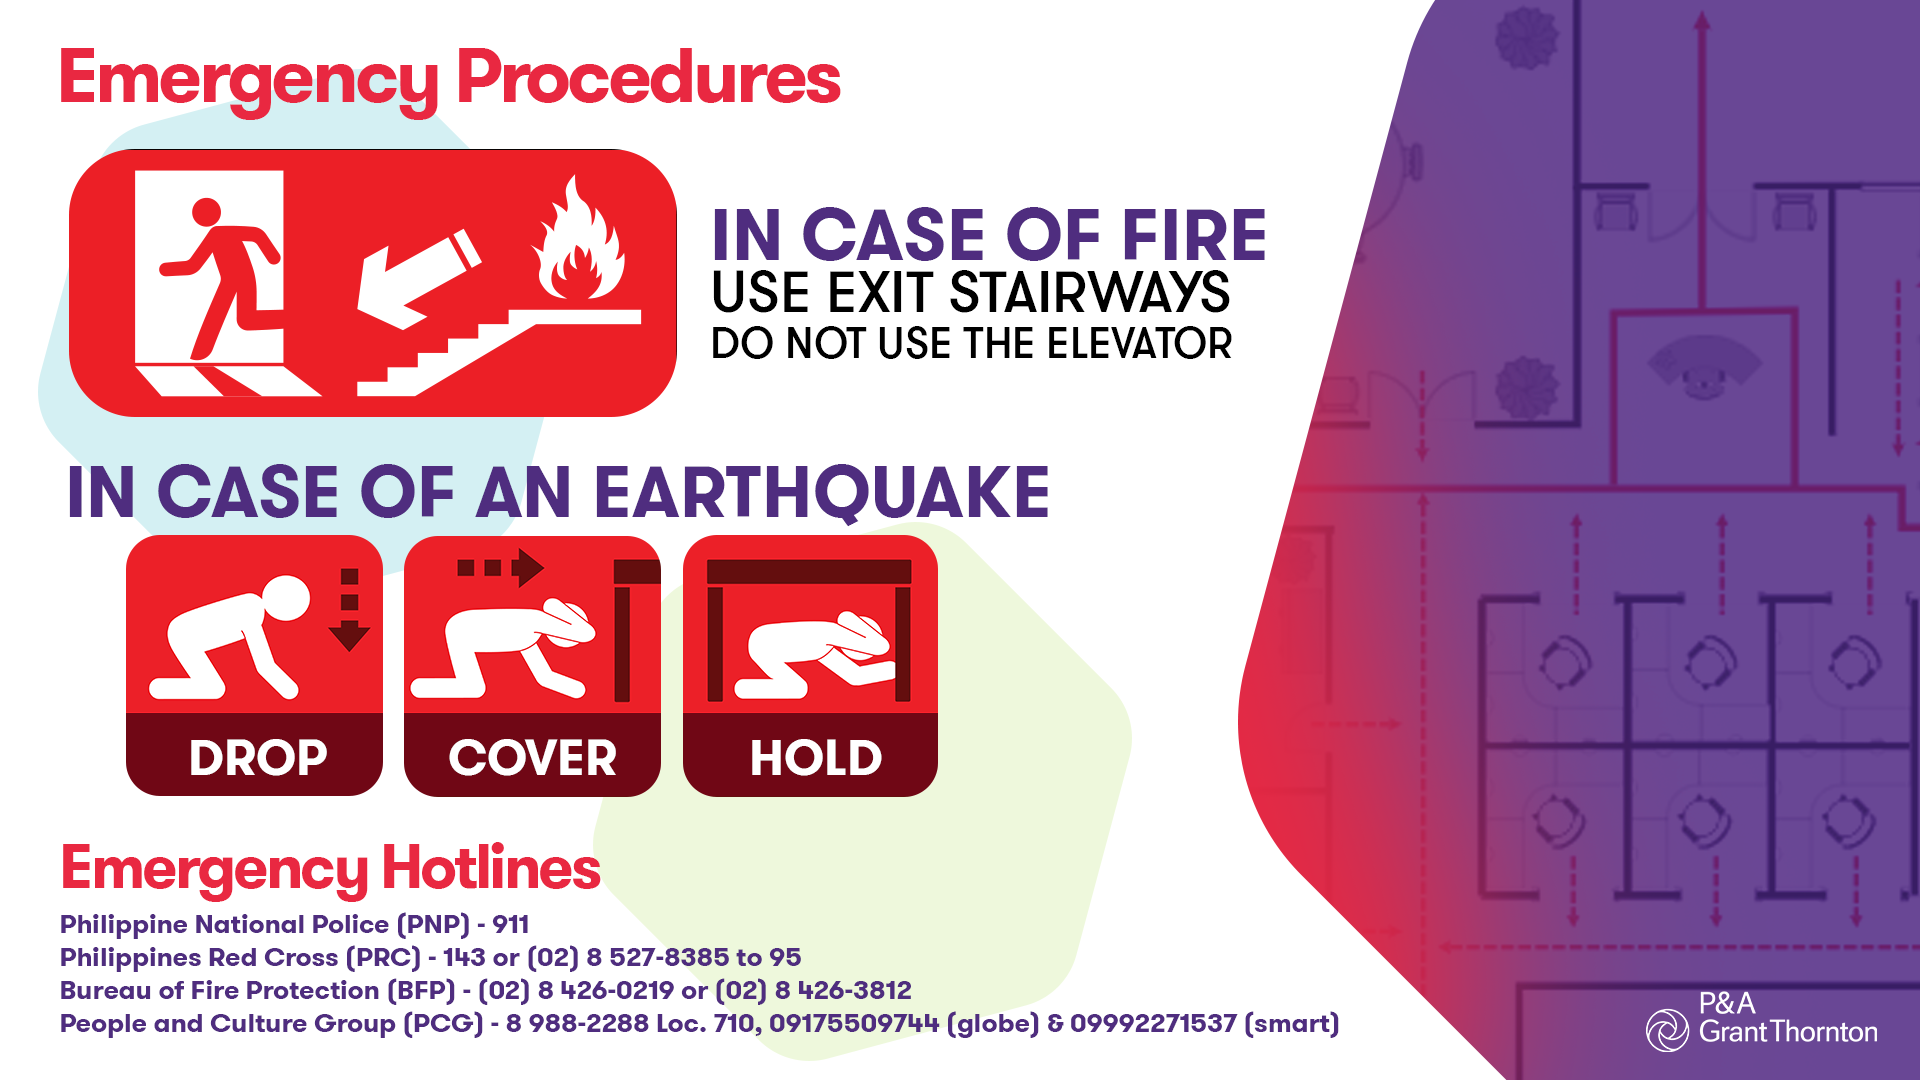 Emergency Procedures
IN CASE OF FIRE
USE EXIT STAIRWAYS
DO NOT USE THE ELEVATOR
IN CASE OF AN EARTHQUAKE
DROP
COVER
HOLD
Emergency Hotlines
Philippine National Police (PNP) - 911
Philippines Red Cross (PRC) - 143 or (02) 8 527-8385 to 95
Bureau of Fire Protection (BFP) - (02) 8 426-0219 or (02) 8 426-3812
People and Culture Group (PCG) - 8 988-2288 Loc. 710, 09175509744 (globe) & 09992271537 (smart)
P&A
Grant Thornton